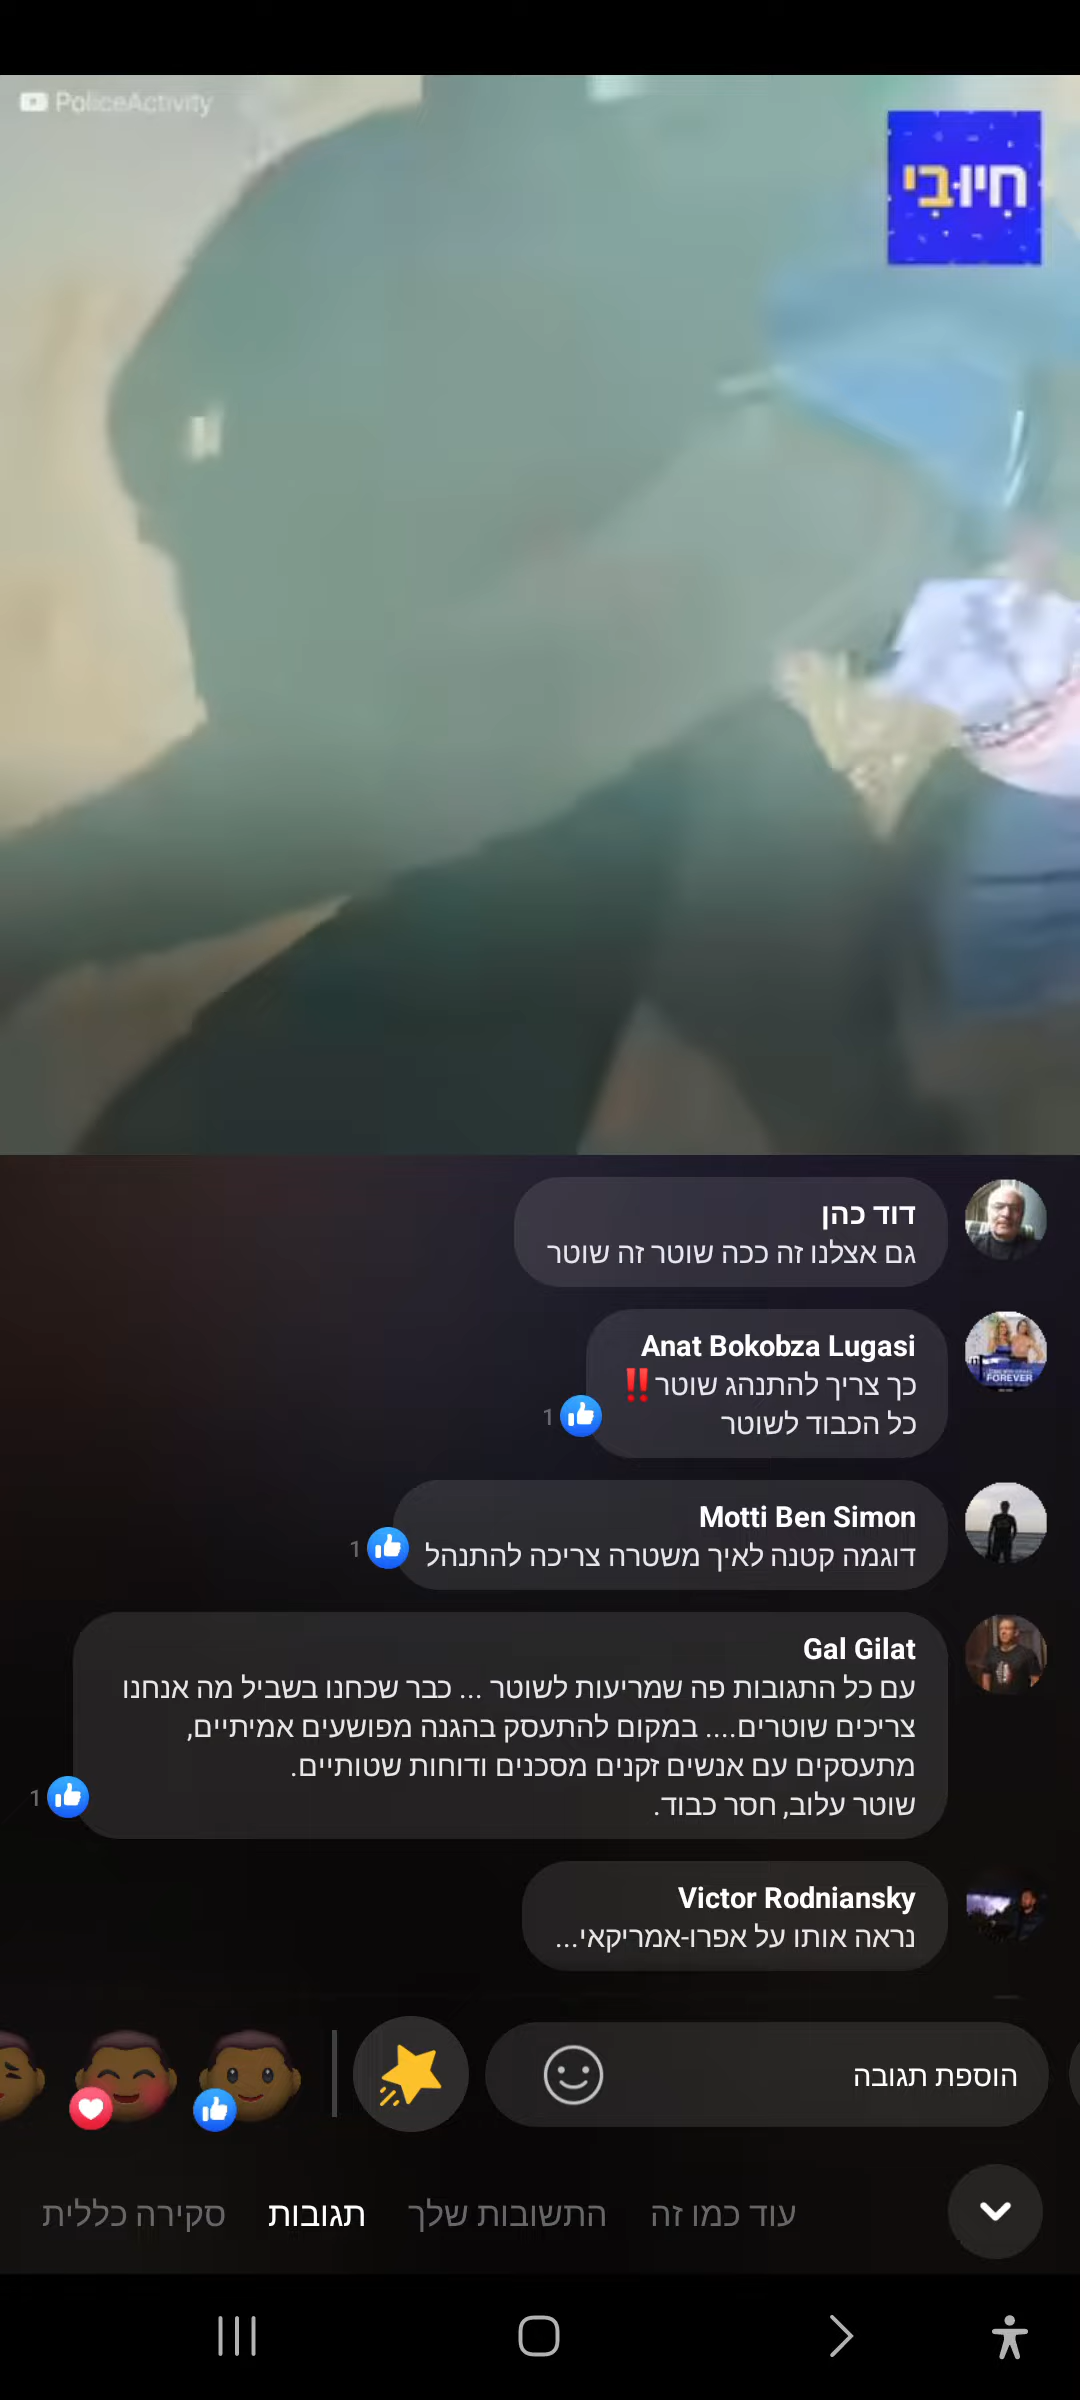 PoliceActivity
חיובי
דוד כהן
גם אצלנו זה ככה שוטר זה שוטר
Anat Bokobza Lugasi
כך צריך להתנהג שוטר‼️
כל הכבוד לשוטר
1
Motti Ben Simon
דוגמה קטנה לאיך משטרה צריכה להתנהל
1
Gal Gilat
עם כל התגובות פה שמריעות לשוטר ... כבר שכחנו בשביל מה אנחנו
צריכים שוטרים.... במקום להתעסק בהגנה מפושעים אמיתיים,
מתעסקים עם אנשים זקנים מסכנים ודוחות שטותיים.
שוטר עלוב, חסר כבוד.
1
Victor Rodniansky
נראה אותו על אפרו-אמריקאי...
FOREVER
הוספת תגובה
עוד כמו זה
התשובות שלך
תגובות
סקירה כללית